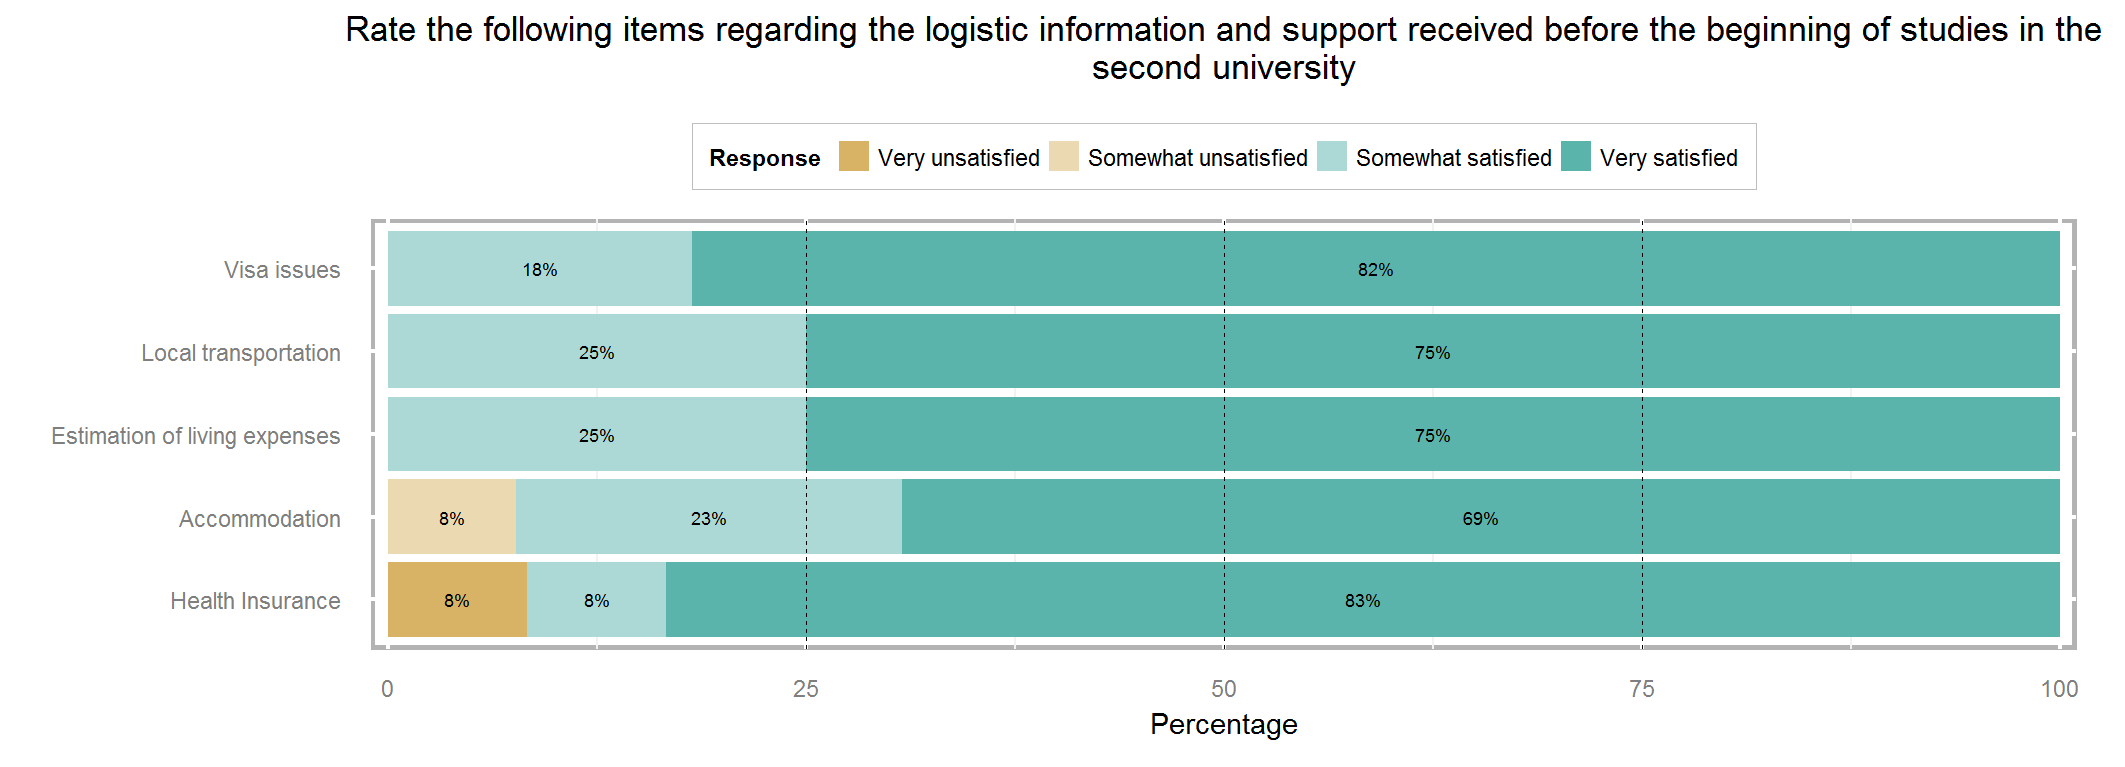 Rate the following items regarding the logistic information and support received before the beginning of studies in the
second university
Response Very unsatisfied Somewhat unsatisfied Somewhat satisfied Very satisfied
Visa issues 18% 82%
Local transportation 25% 75%
Estimation of living expenses 25% 75%
Accommodation 8% 23% 69%
Health Insurance 8% 8% 83%
0 25 50 75 100
Percentage